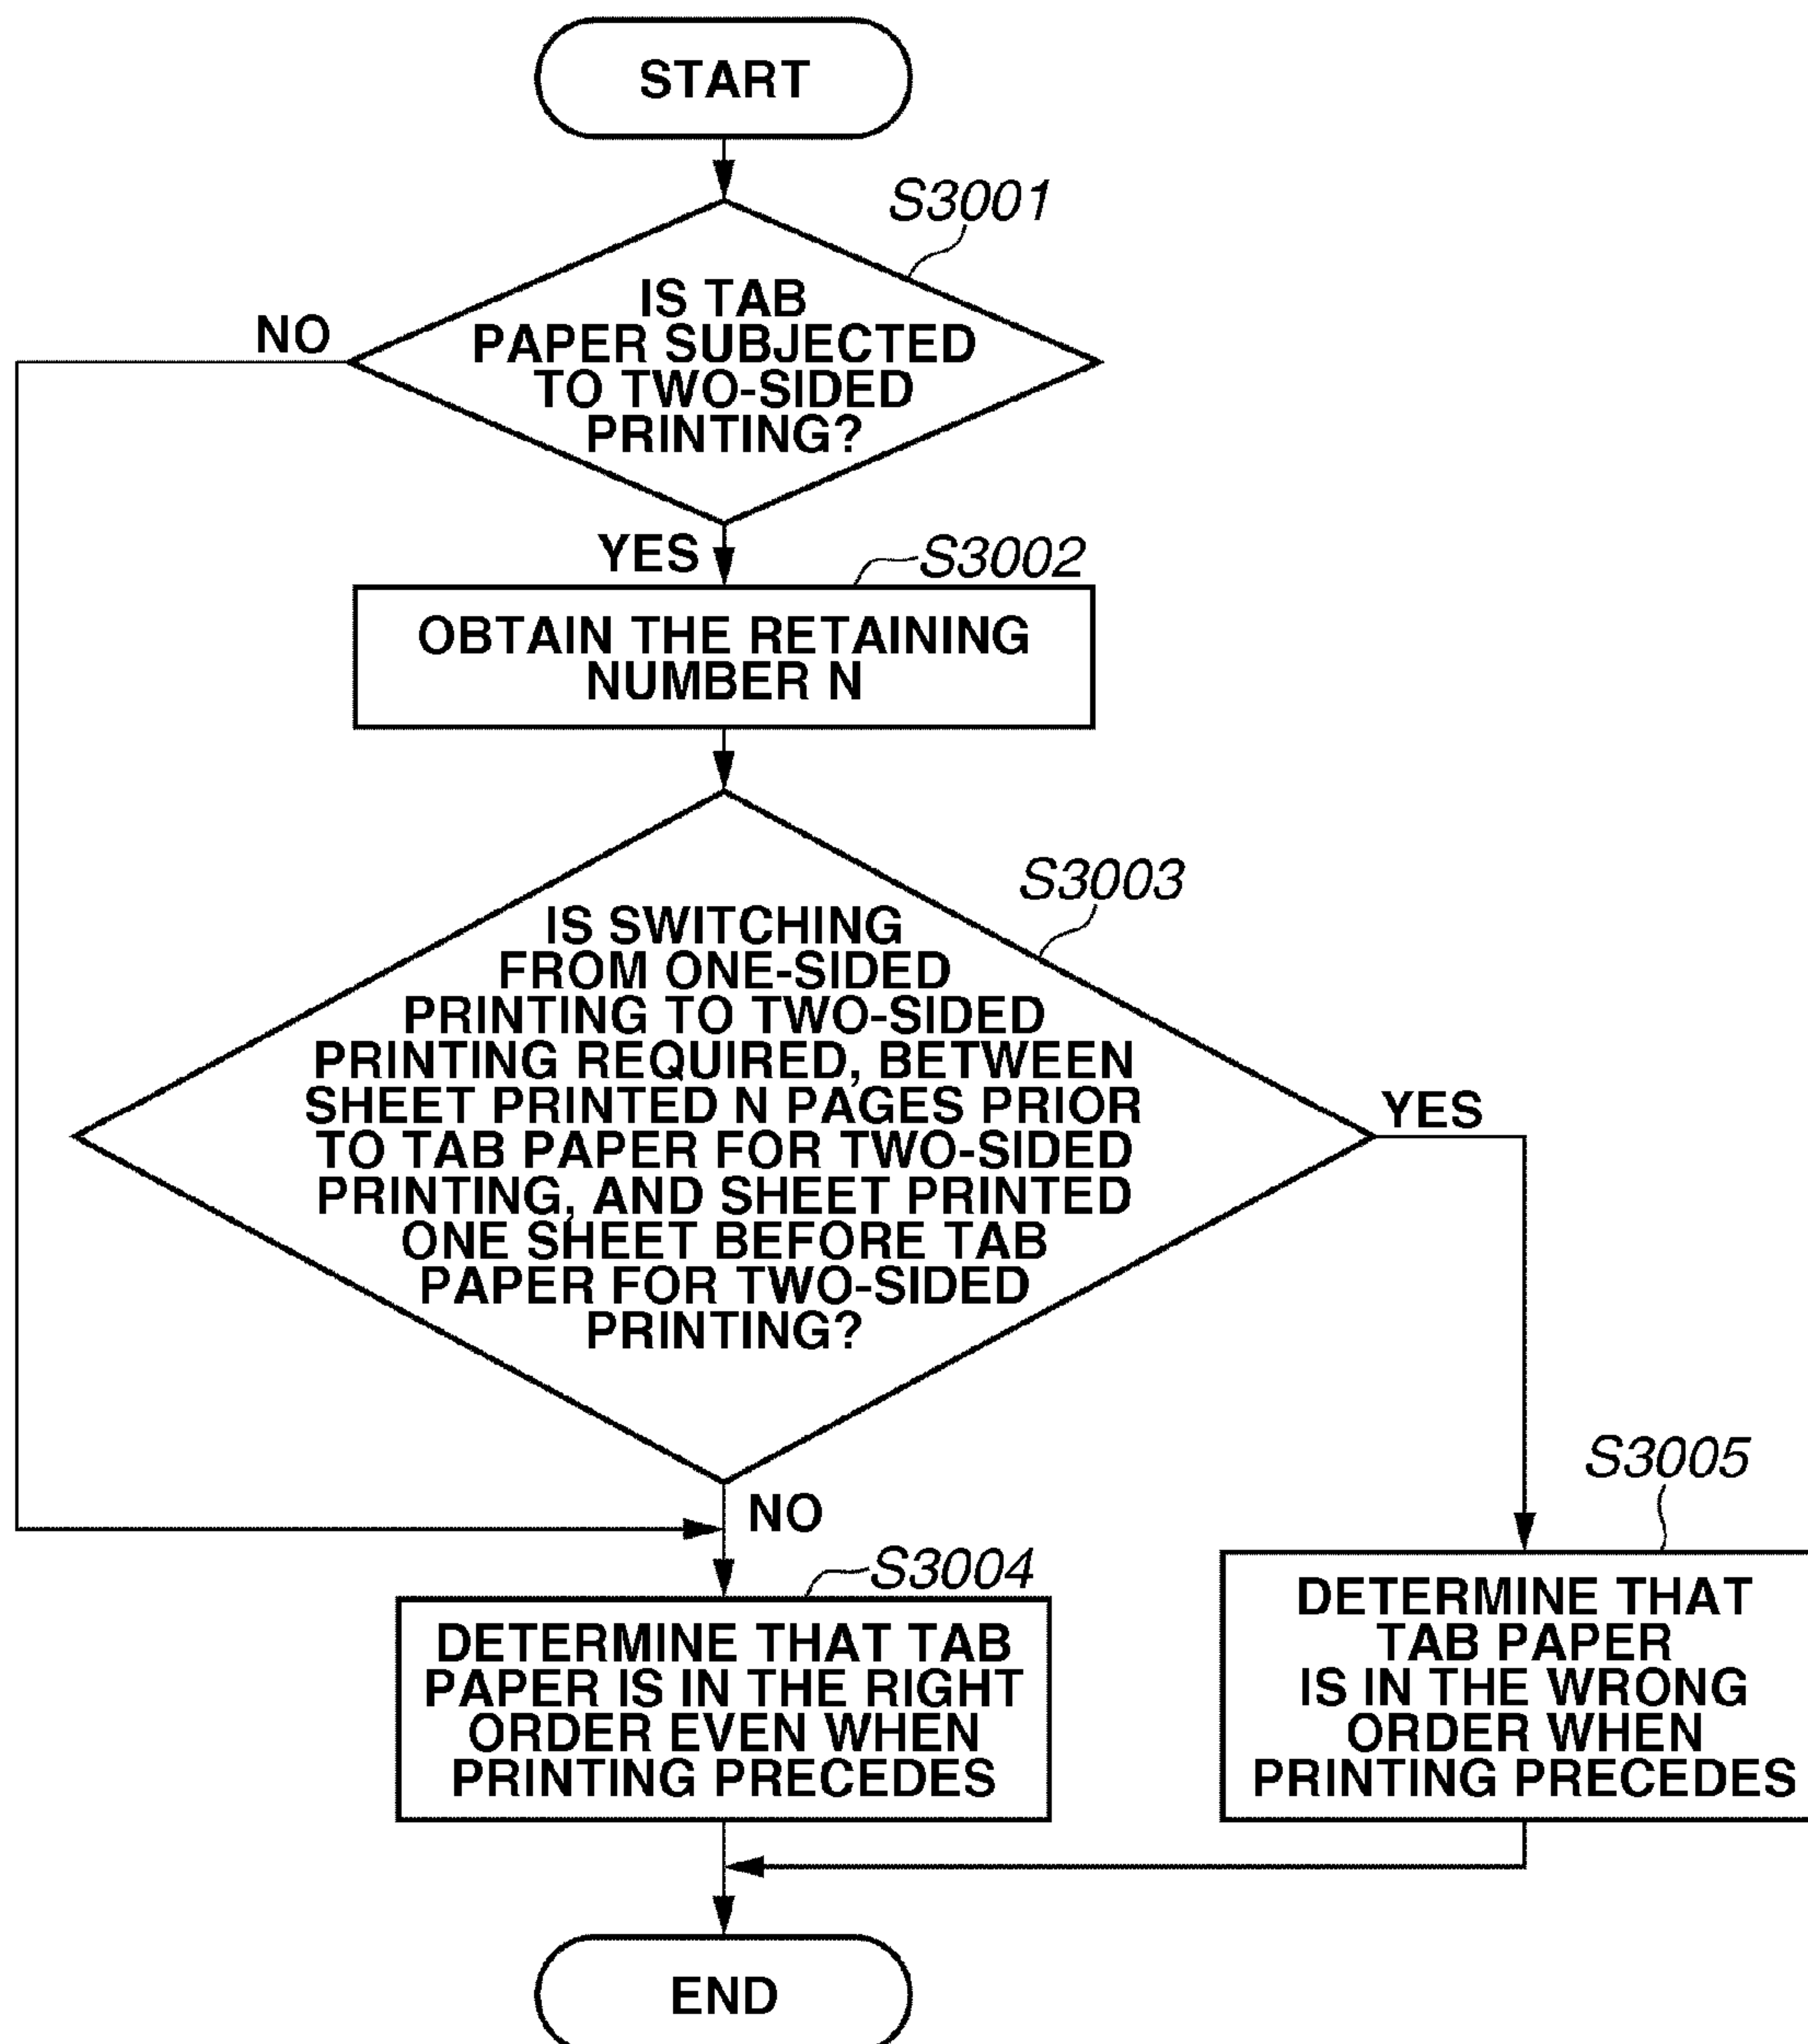 START
S3001
IS TAB
PAPER SUBJECTED
TO TWO-SIDED
PRINTING?
NO
YES
S3002
OBTAIN THE RETAINING
NUMBER N
S3003
IS SWITCHING
FROM ONE-SIDED
PRINTING TO TWO-SIDED
PRINTING REQUIRED, BETWEEN
SHEET PRINTED N PAGES PRIOR
TO TAB PAPER FOR TWO-SIDED
PRINTING, AND SHEET PRINTED
ONE SHEET BEFORE TAB
PAPER FOR TWO-SIDED
PRINTING?
YES
NO
S3004
DETERMINE THAT TAB
PAPER IS IN THE RIGHT
ORDER EVEN WHEN
PRINTING PRECEDES
S3005
DETERMINE THAT
TAB PAPER
IS IN THE WRONG
ORDER WHEN
PRINTING PRECEDES
END